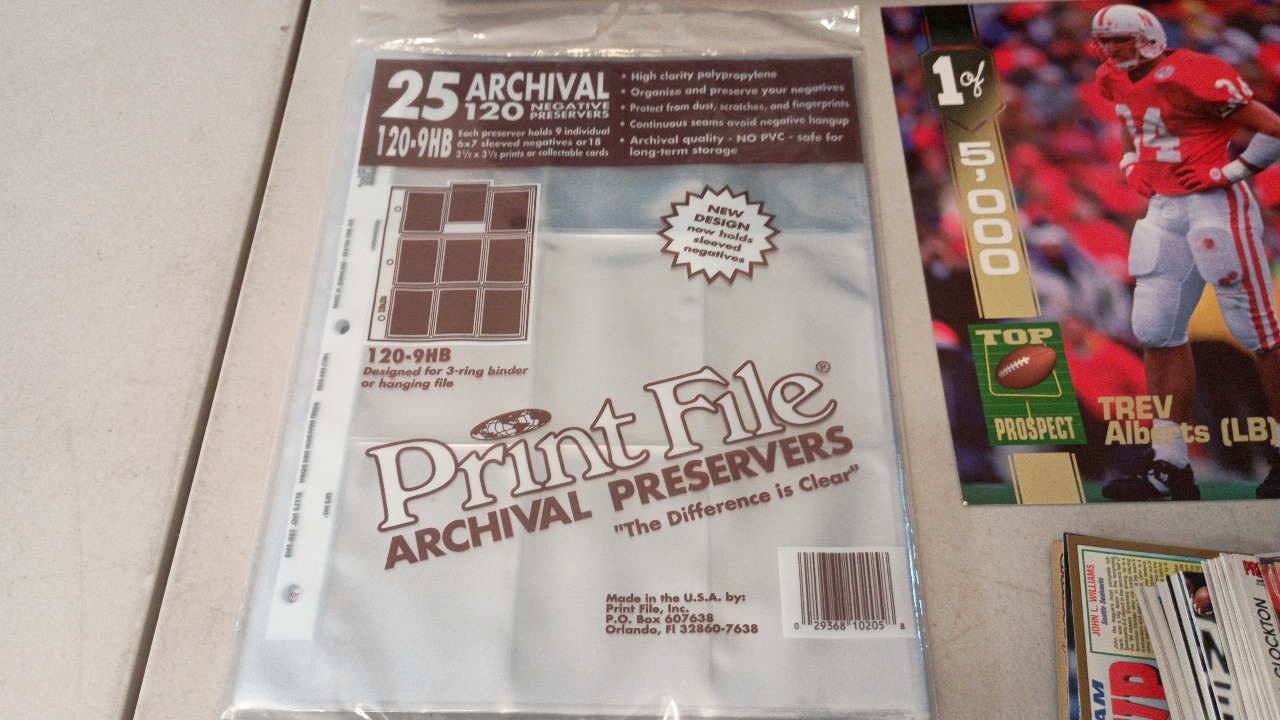 25 ARCHIVAL
120 NEGATIVE PRESERVERS
120-9HB Each preserver holds 9 individual
6x7 sleeved negatives or 18
2½ x 3½ prints or collectable cards
• High clarity polypropylene
• Organize and preserve your negatives
• Protect from dust, scratches, and fingerprints
• Continuous seams avoid negative hangup
• Archival quality - NO PVC - safe for
long-term storage
NEW
DESIGN
now holds
sleeved
negatives
120-9HB
Designed for 3-ring binder
or hanging file
Print File®
ARCHIVAL PRESERVERS
"The Difference is Clear"
Made in the U.S.A. by:
Print File, Inc.
P.O. Box 607638
Orlando, Fl 32860-7638
0 29368 10205 8
1 of
5,000
34
TOP
PROSPECT
TREV
Alberts (LB)
JOHN L. WILLIAMS
Seattle Seahawks